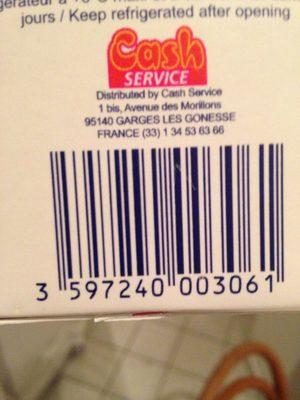 jours / Keep refrigerated after opening
Cash
SERVICE
Distributed by Cash Service
1 bis, Avenue des Morillons
95140 GARGES LES GONESSE
FRANCE (33) 1 34 53 63 66
3 597240 003061